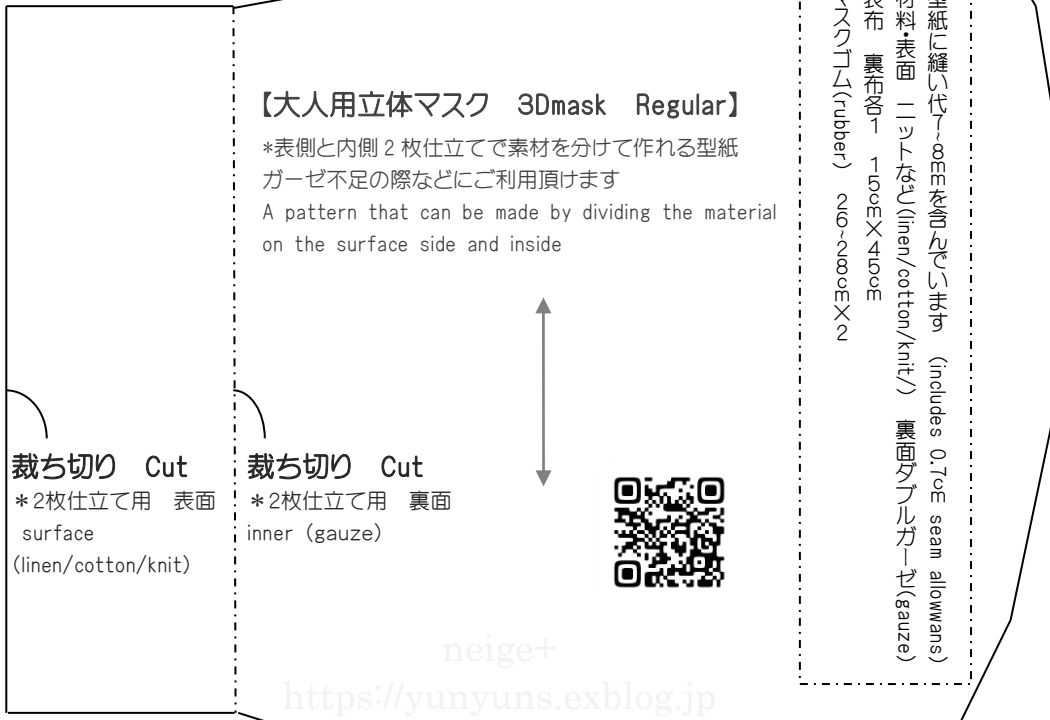 【大人用立体マスク　3Dmask　Regular】
*表側と内側2枚仕立てで素材を分けて作れる型紙
ガーゼ不足の際などにご利用頂けます
A pattern that can be made by dividing the material
on the surface side and inside
型紙に縫い代7~8mmを含んでいます　(includes 0.7cm seam allowwans)
材料・表面　ニットなど(linen/cotton/knit/)　裏面ダブルガーゼ(gauze)
表布　裏布各1　15cm×45cm
マスクゴム(rubber)　26~28cm×2
裁ち切り　Cut
＊2枚仕立て用　表面
surface
(linen/cotton/knit)
裁ち切り　Cut
＊2枚仕立て用　裏面
inner (gauze)
neige+
https://yunyuns.exblog.jp